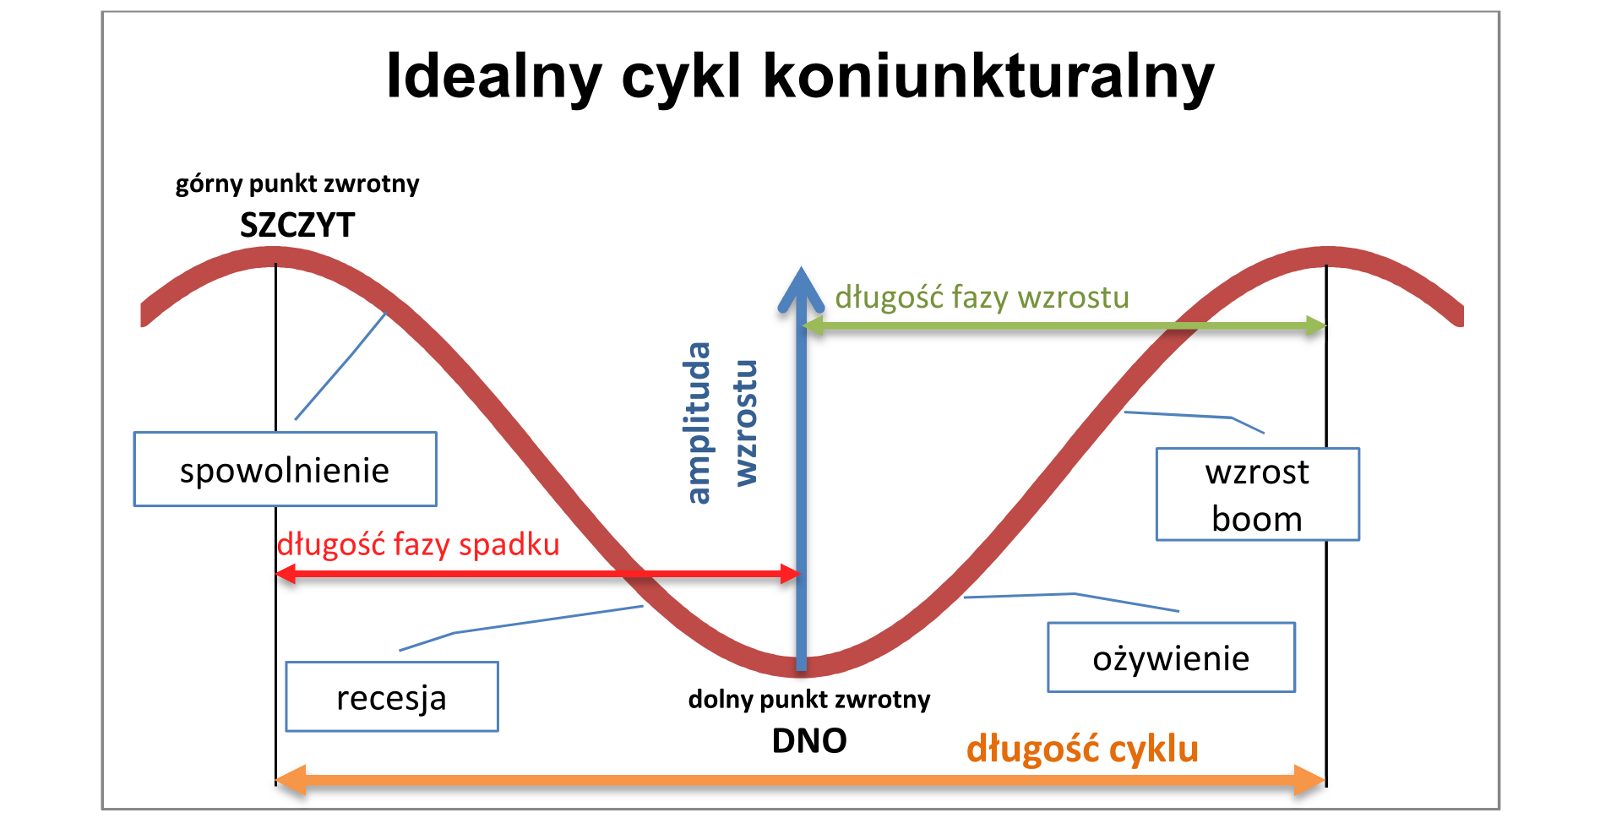 Idealny cykl koniunkturalny
górny punkt zwrotny
SZCZYT
długość fazy wzrostu
amplituda
wzrostu
spowolnienie
wzrost
boom
długość fazy spadku
recesja
ożywienie
dolny punkt zwrotny
DNO
długość cyklu